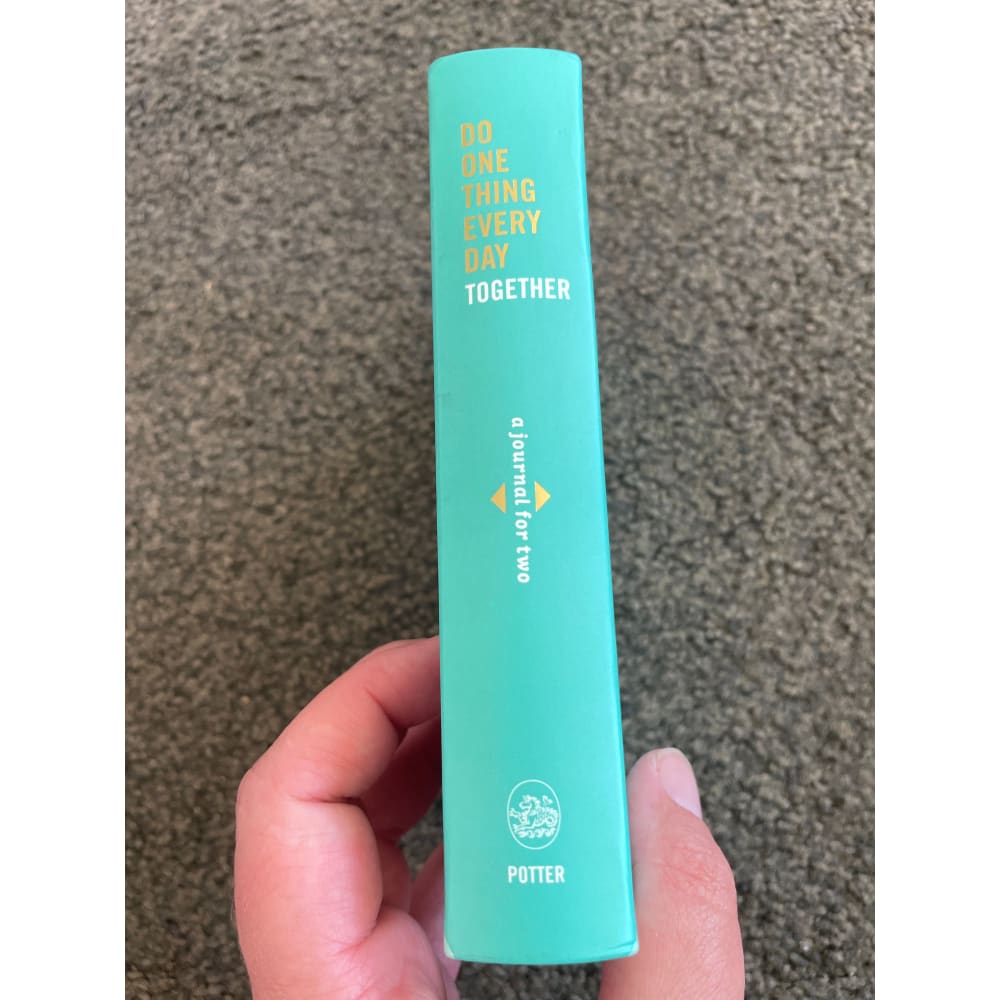 DO
ONE
THING
EVERY
DAY
TOGETHER
a journal for two
POTTER